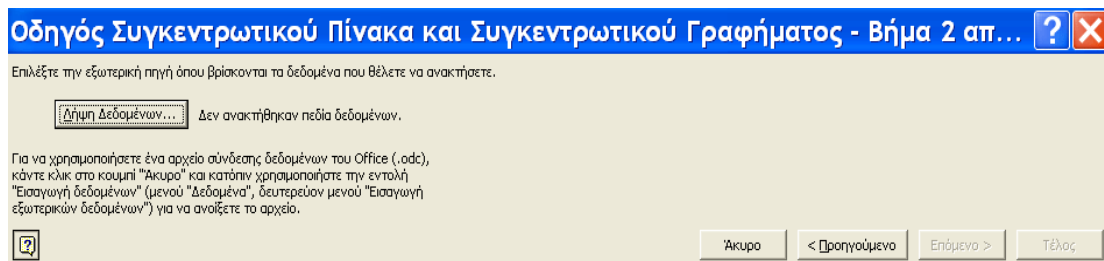 Οδηγός Συγκεντρωτικού Πίνακα και Συγκεντρωτικού Γραφήματος - Βήμα 2 απ...
Επιλέξτε την εξωτερική πηγή όπου βρίσκονται τα δεδομένα που θέλετε να ανακτήσετε.
Λήψη Δεδομένων... Δεν ανακτήθηκαν πεδία δεδομένων.
Για να χρησιμοποιήσετε ένα αρχείο σύνδεσης δεδομένων του Office (.odc),
κάντε κλικ στο κουμπί "Άκυρο" και κατόπιν χρησιμοποιήστε την εντολή
"Εισαγωγή δεδομένων" (μενού "Δεδομένα", δευτερεύον μενού "Εισαγωγή
εξωτερικών δεδομένων") για να ανοίξετε το αρχείο.
Άκυρο < Προηγούμενο Επόμενο > Τέλος